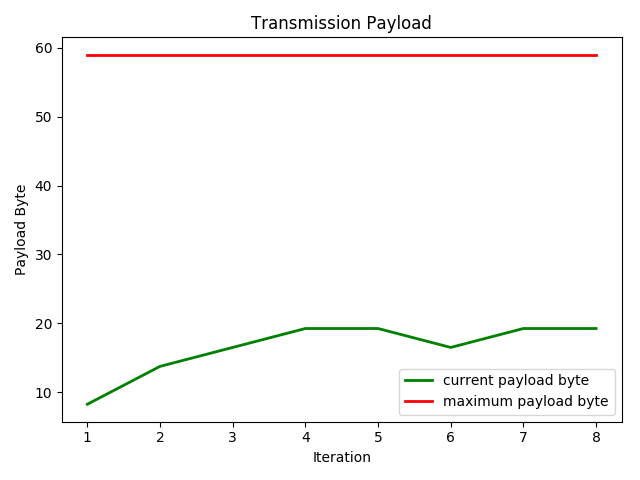 Transmission Payload
Payload Byte
60
50
40
30
20
10
current payload byte
maximum payload byte
1 2 3 4 5 6 7 8
Iteration